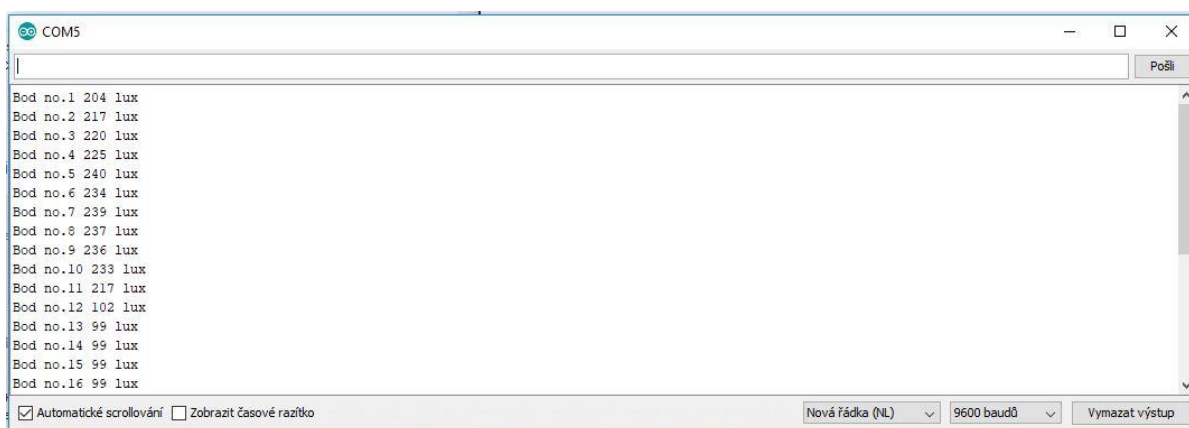 COM5
Pošli
Bod no.1 204 lux
Bod no.2 217 lux
Bod no.3 220 lux
Bod no.4 225 lux
Bod no.5 240 lux
Bod no.6 234 lux
Bod no.7 239 lux
Bod no.8 237 lux
Bod no.9 236 lux
Bod no.10 233 lux
Bod no.11 217 lux
Bod no.12 102 lux
Bod no.13 99 lux
Bod no.14 99 lux
Bod no.15 99 lux
Bod no.16 99 lux
Automatické scrollování Zobrazit časové razítko Nová řádka (NL) 9600 baudů Vymazat výstup